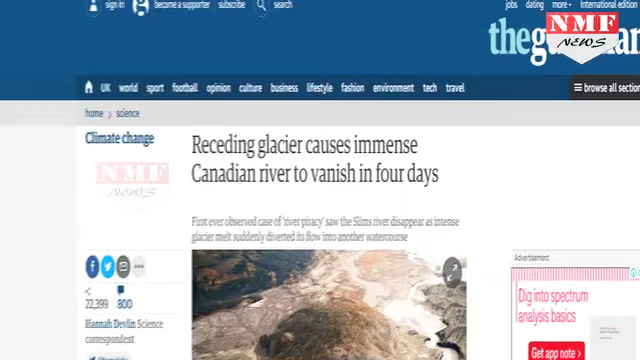 sign in
become a supporter
subscribe
search
jobs
dating
more
International edition
the
NMF
NEWS
UK
world
sport
football
opinion
culture
business
lifestyle
fashion
environment
tech
travel
browse all section
home › science
Climate change
NMF
NEWS
Receding glacier causes immense
Canadian river to vanish in four days
First ever observed case of 'river piracy' saw the Slims river disappear as intense
glacier melt suddenly diverted its flow into another watercourse
22,399
800
Hannah Devlin Science
correspondent
Advertisement
Dig into spectrum
analysis basics
Get app note >